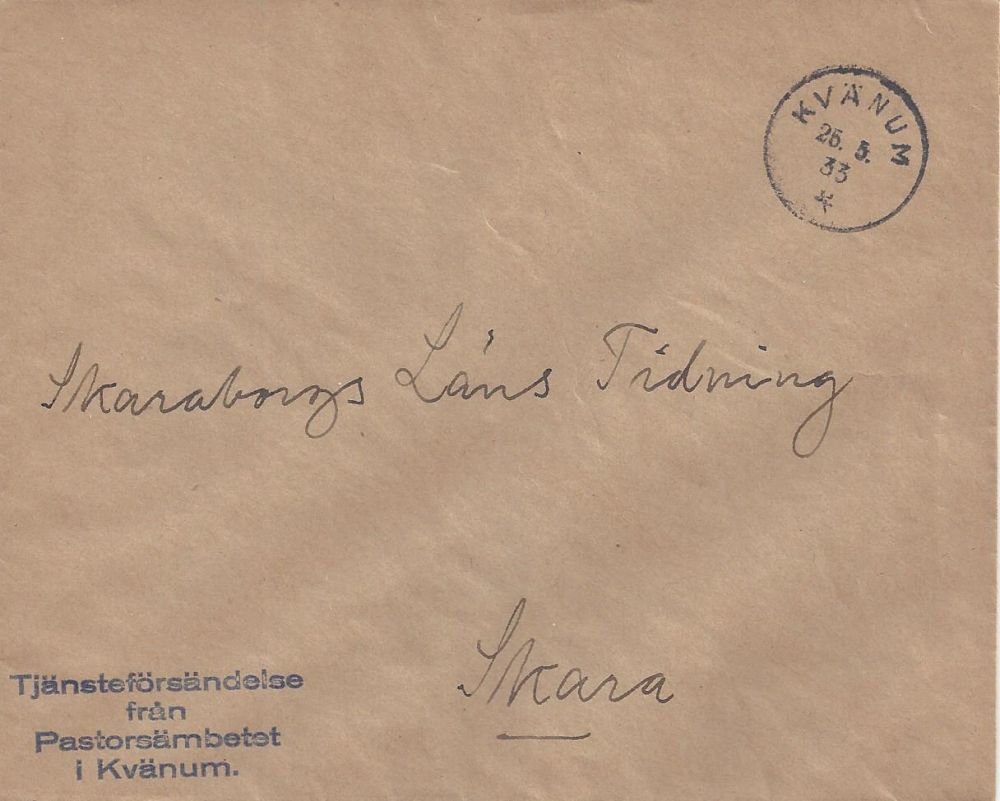 KVÄNUM
25. 5.
33
Skaraborgs Läns Tidning
Skara
Tjänsteförsändelse
från
Pastorsämbetet
i Kvänum.